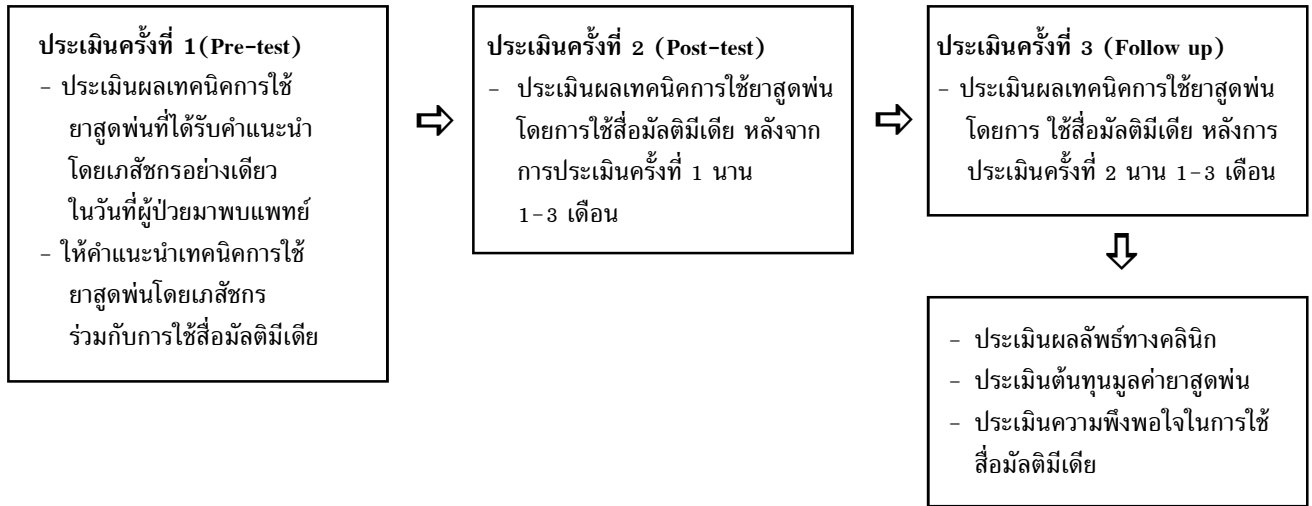 ประเมินครั้งที่ 1(Pre-test)
- ประเมินผลเทคนิคการใช้
ยาสูดพ่นที่ได้รับคำแนะนำ
โดยเภสัชกรอย่างเดียว
ในวันที่ผู้ป่วยมาพบแพทย์
- ให้คำแนะนำเทคนิคการใช้
ยาสูดพ่นโดยเภสัชกร
ร่วมกับการใช้สื่อมัลติมีเดีย
ประเมินครั้งที่ 2 (Post-test)
- ประเมินผลเทคนิคการใช้ยาสูดพ่น
โดยการใช้สื่อมัลติมีเดีย หลังจาก
การประเมินครั้งที่ 1 นาน
1-3 เดือน
ประเมินครั้งที่ 3 (Follow up)
- ประเมินผลเทคนิคการใช้ยาสูดพ่น
โดยการ ใช้สื่อมัลติมีเดีย หลังการ
ประเมินครั้งที่ 2 นาน 1-3 เดือน
- ประเมินผลลัพธ์ทางคลินิก
- ประเมินต้นทุนมูลค่ายาสูดพ่น
- ประเมินความพึงพอใจในการใช้
สื่อมัลติมีเดีย